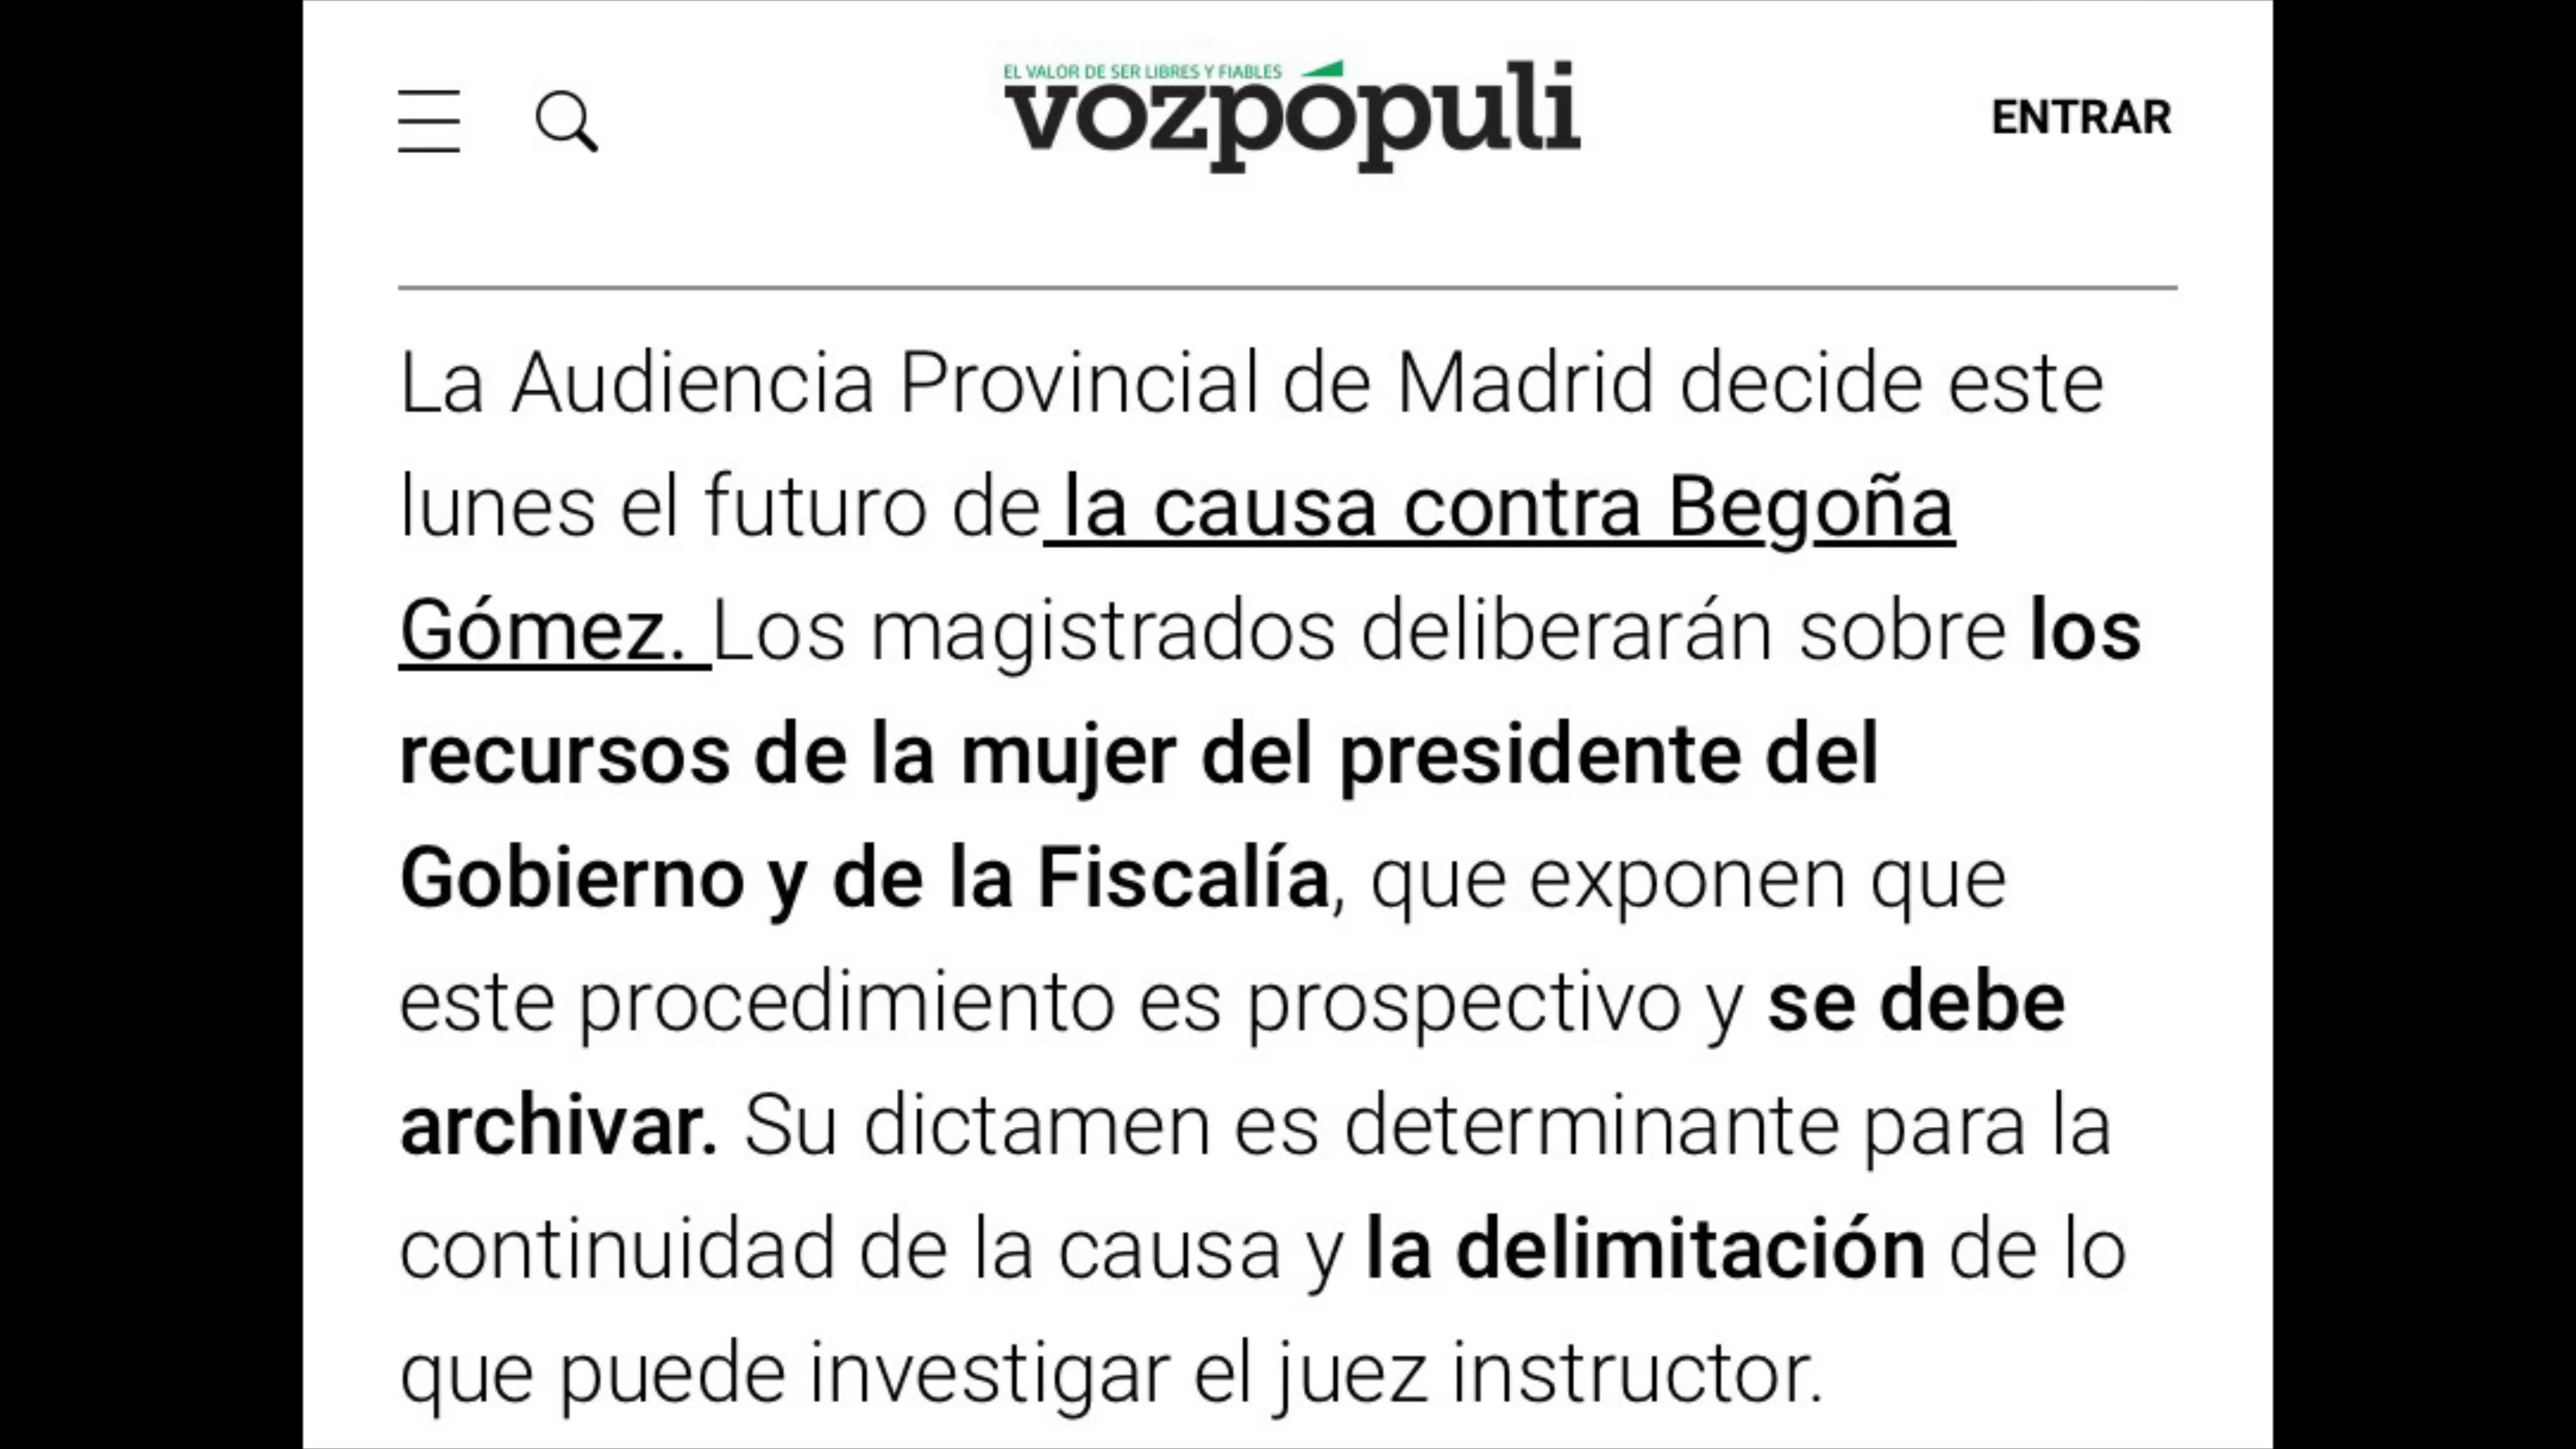 EL VALOR DE SER LIBRES Y FIABLES
vozpópuli
ENTRAR
La Audiencia Provincial de Madrid decide este
lunes el futuro de la causa contra Begoña
Gómez. Los magistrados deliberarán sobre los
recursos de la mujer del presidente del
Gobierno y de la Fiscalía, que exponen que
este procedimiento es prospectivo y se debe
archivar. Su dictamen es determinante para la
continuidad de la causa y la delimitación de lo
que puede investigar el juez instructor.